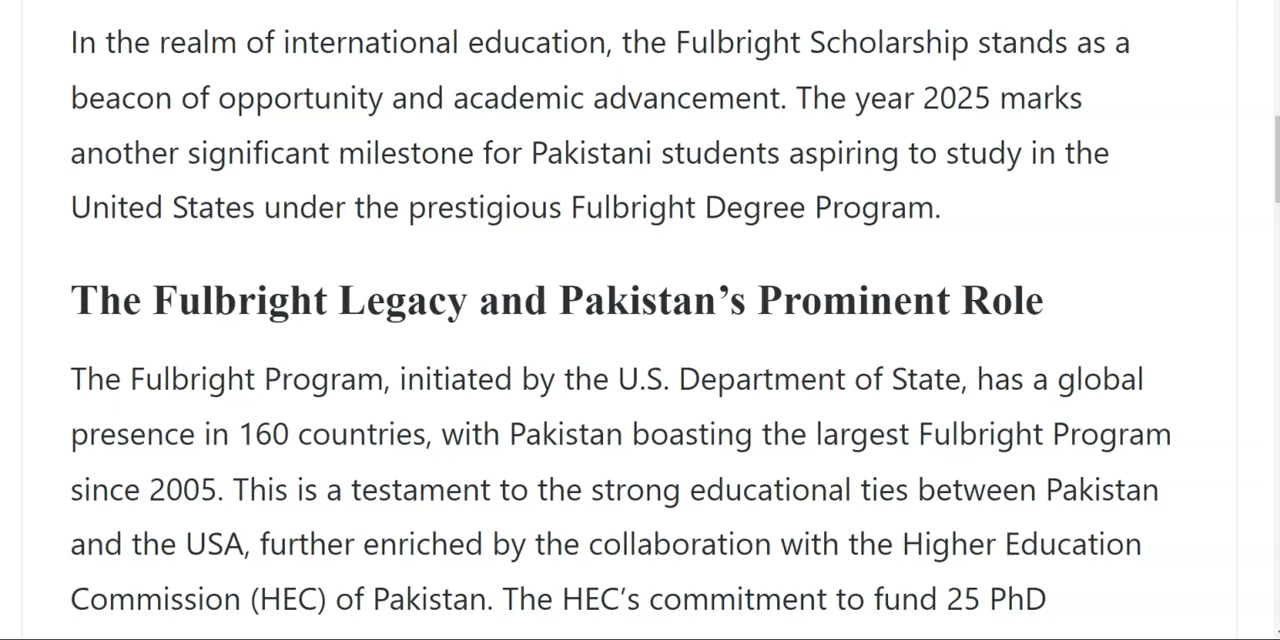 In the realm of international education, the Fulbright Scholarship stands as a
beacon of opportunity and academic advancement. The year 2025 marks
another significant milestone for Pakistani students aspiring to study in the
United States under the prestigious Fulbright Degree Program.
The Fulbright Legacy and Pakistan’s Prominent Role
The Fulbright Program, initiated by the U.S. Department of State, has a global
presence in 160 countries, with Pakistan boasting the largest Fulbright Program
since 2005. This is a testament to the strong educational ties between Pakistan
and the USA, further enriched by the collaboration with the Higher Education
Commission (HEC) of Pakistan. The HEC’s commitment to fund 25 PhD